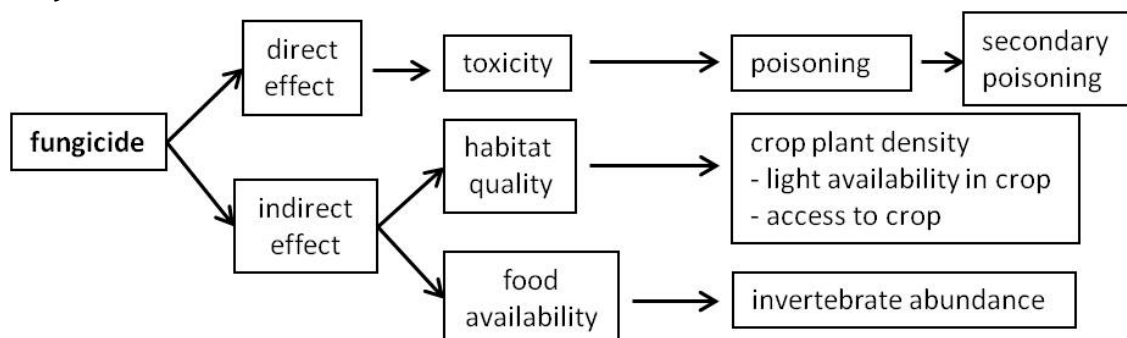 direct
effect
toxicity
poisoning
secondary
poisoning
fungicide
habitat
quality
crop plant density
- light availability in crop
- access to crop
indirect
effect
food
availability
invertebrate abundance